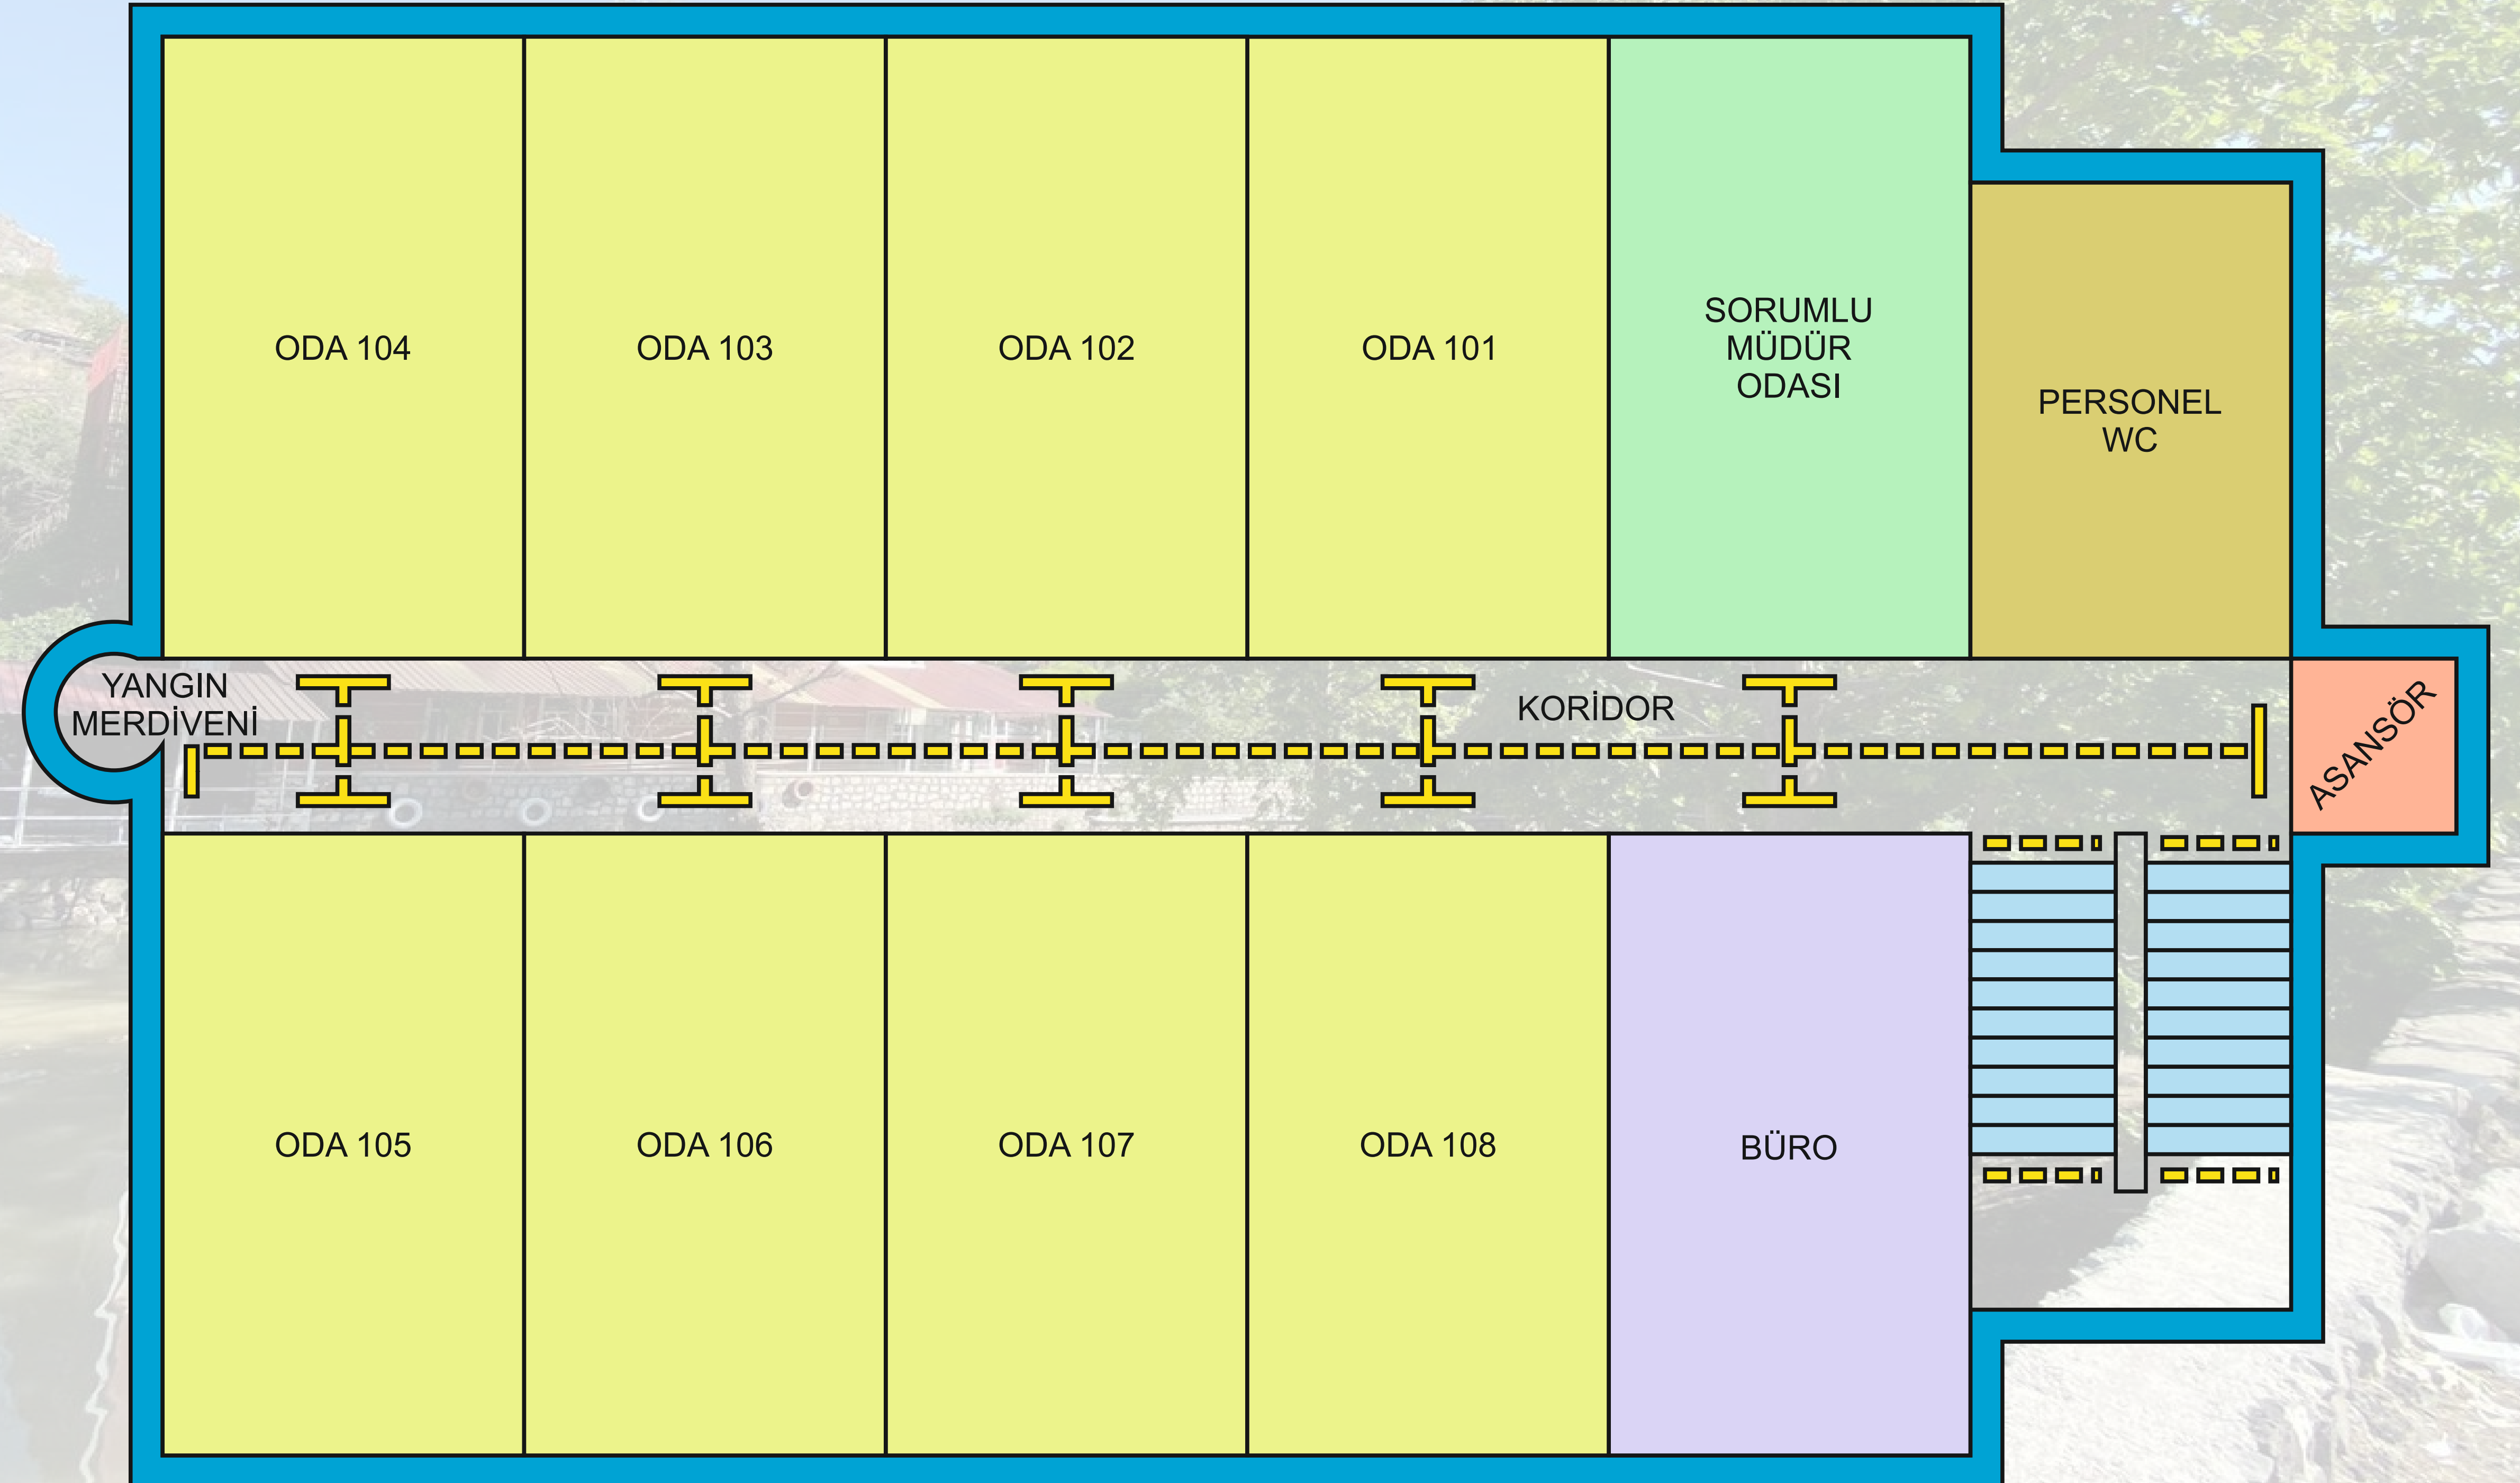 ODA 104
ODA 103
ODA 102
ODA 101
SORUMLU
MÜDÜR
ODASI
PERSONEL
WC
YANGIN
MERDİVENİ
KORİDOR
ASANSÖR
ODA 105
ODA 106
ODA 107
ODA 108
BÜRO